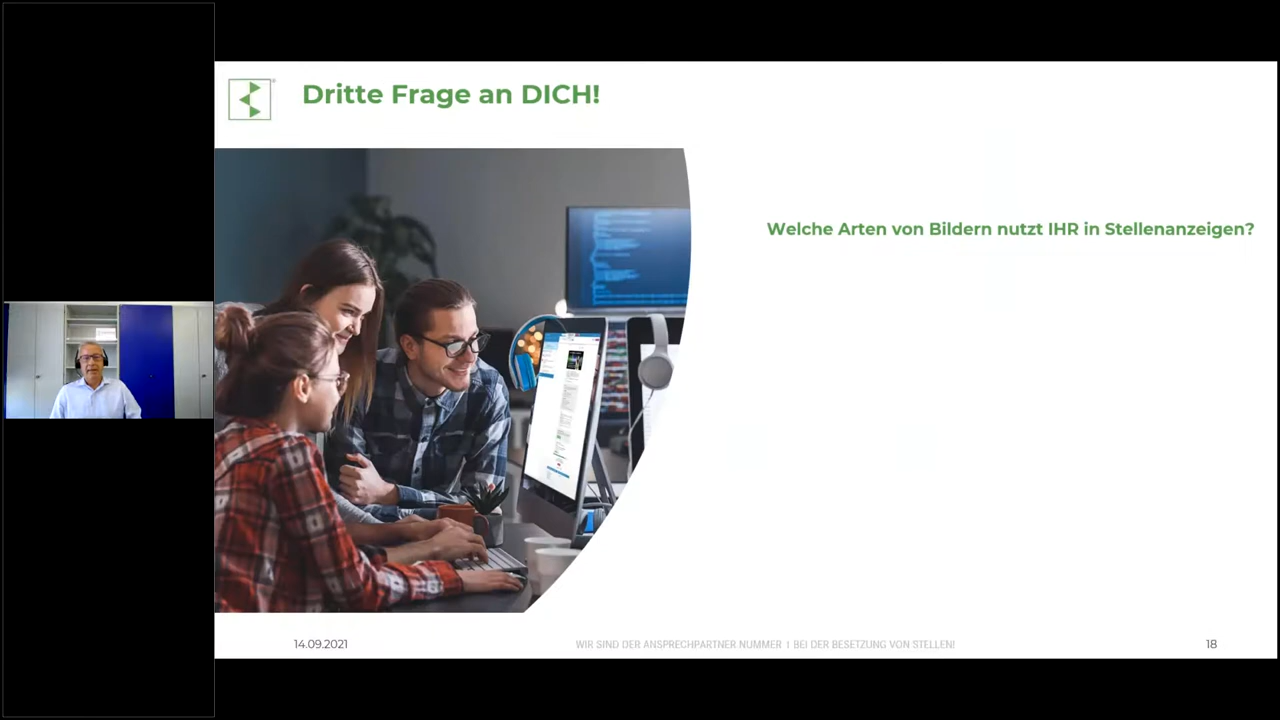 Dritte Frage an DICH!
Welche Arten von Bildern nutzt IHR in Stellenanzeigen?
14.09.2021
WIR SIND DER ANSPRECHPARTNER NUMMER 1 BEI DER BESETZUNG VON STELLEN!
18